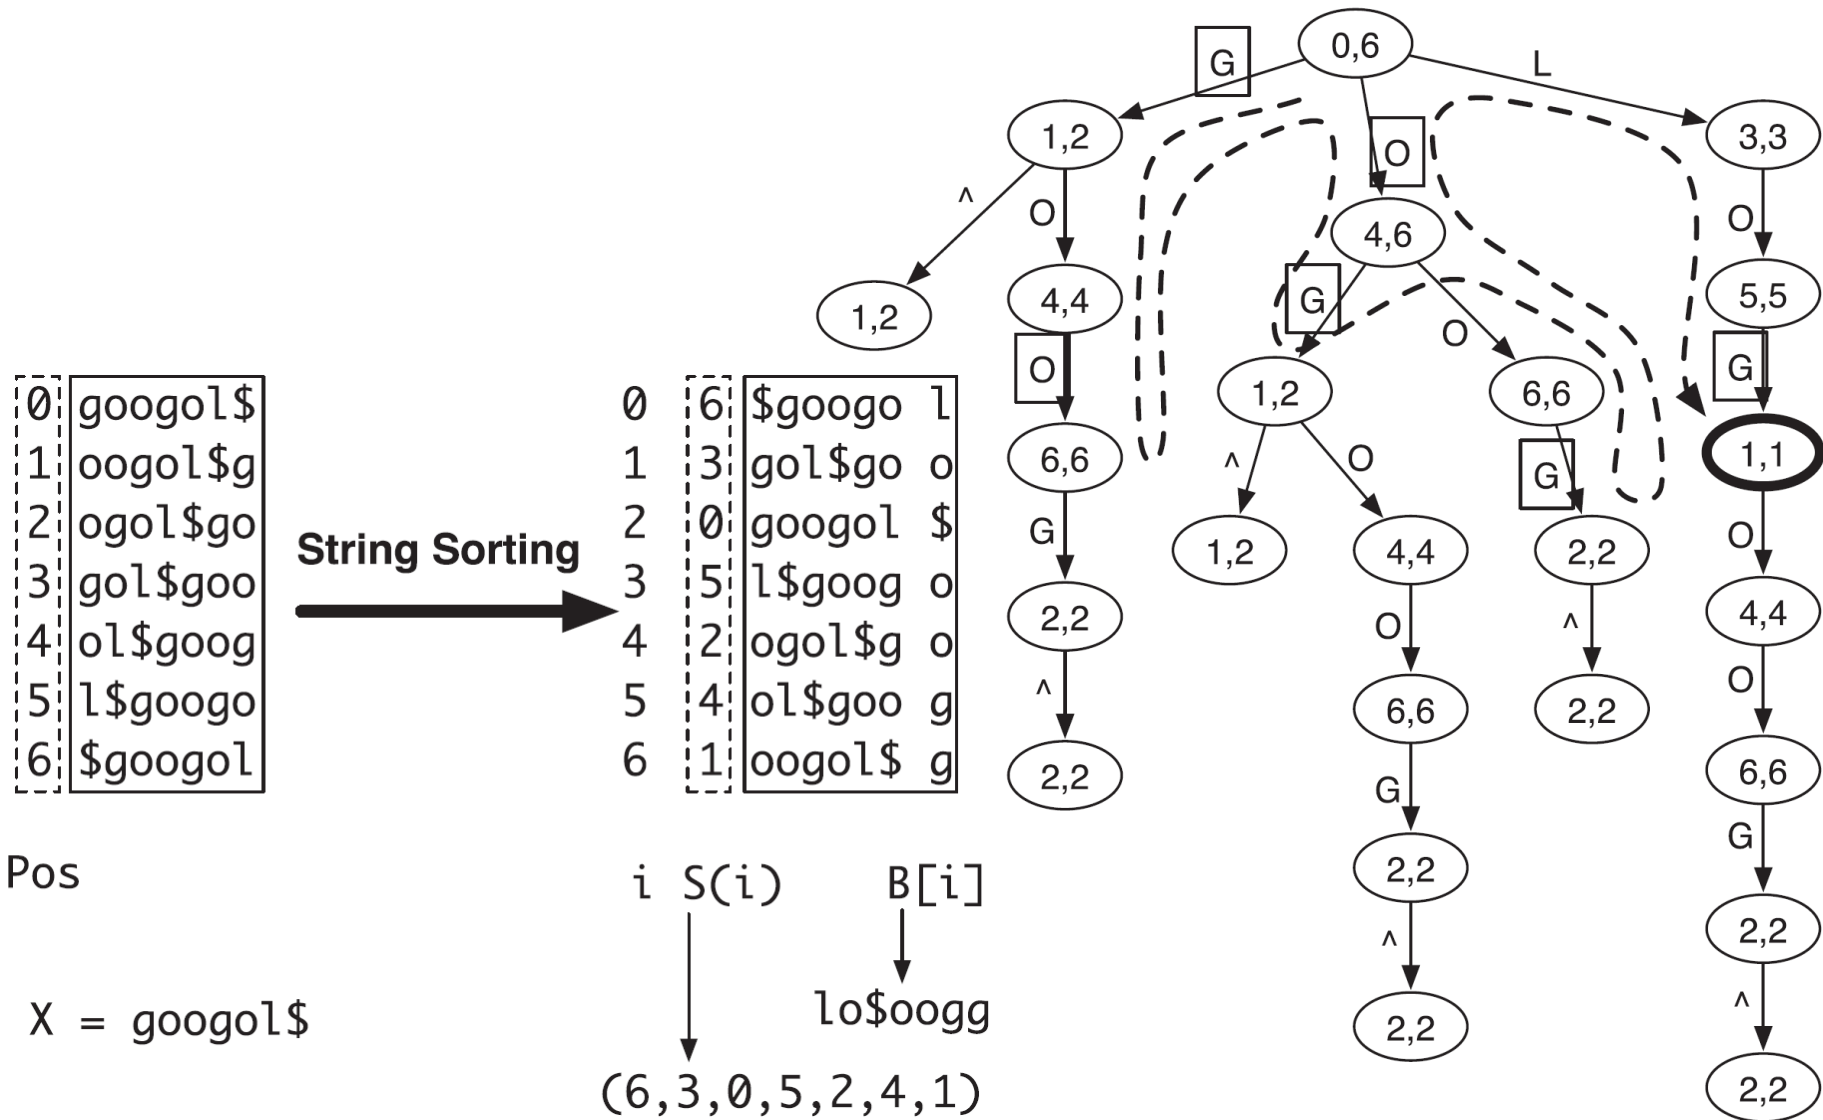 0 googol$
1 oogol$g
2 ogol$go
3 gol$goo
4 ol$goog
5 l$googo
6 $googol
Pos
X = googol$
String Sorting
0 6 $googo l
1 3 gol$go o
2 0 googol $
3 5 l$goog o
4 2 ogol$g o
5 4 ol$goo g
6 1 oogol$ g
i S(i) B[i]
lo$oogg
(6,3,0,5,2,4,1)
0,6
G
L
1,2
O
3,3
^
O
4,6
O
1,2
4,4
G
O
5,5
O
G
6,6
1,2
6,6
1,1
G
^
O
G
O
2,2
1,2
4,4
2,2
4,4
^
O
^
O
2,2
6,6
2,2
6,6
G
G
2,2
2,2
^
^
2,2
2,2